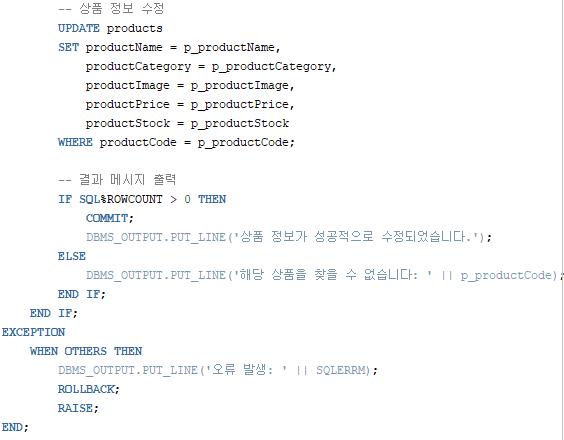 -- 상품 정보 수정
UPDATE products
SET productName = p_productName,
productCategory = p_productCategory,
productImage = p_productImage,
productPrice = p_productPrice,
productStock = p_productStock
WHERE productCode = p_productCode;
-- 결과 메시지 출력
IF SQL%ROWCOUNT > 0 THEN
COMMIT;
DBMS_OUTPUT.PUT_LINE('상품 정보가 성공적으로 수정되었습니다.');
ELSE
DBMS_OUTPUT.PUT_LINE('해당 상품을 찾을 수 없습니다: ' || p_productCode);
END IF;
END IF;
EXCEPTION
WHEN OTHERS THEN
DBMS_OUTPUT.PUT_LINE('오류 발생: ' || SQLERRM);
ROLLBACK;
RAISE;
END;